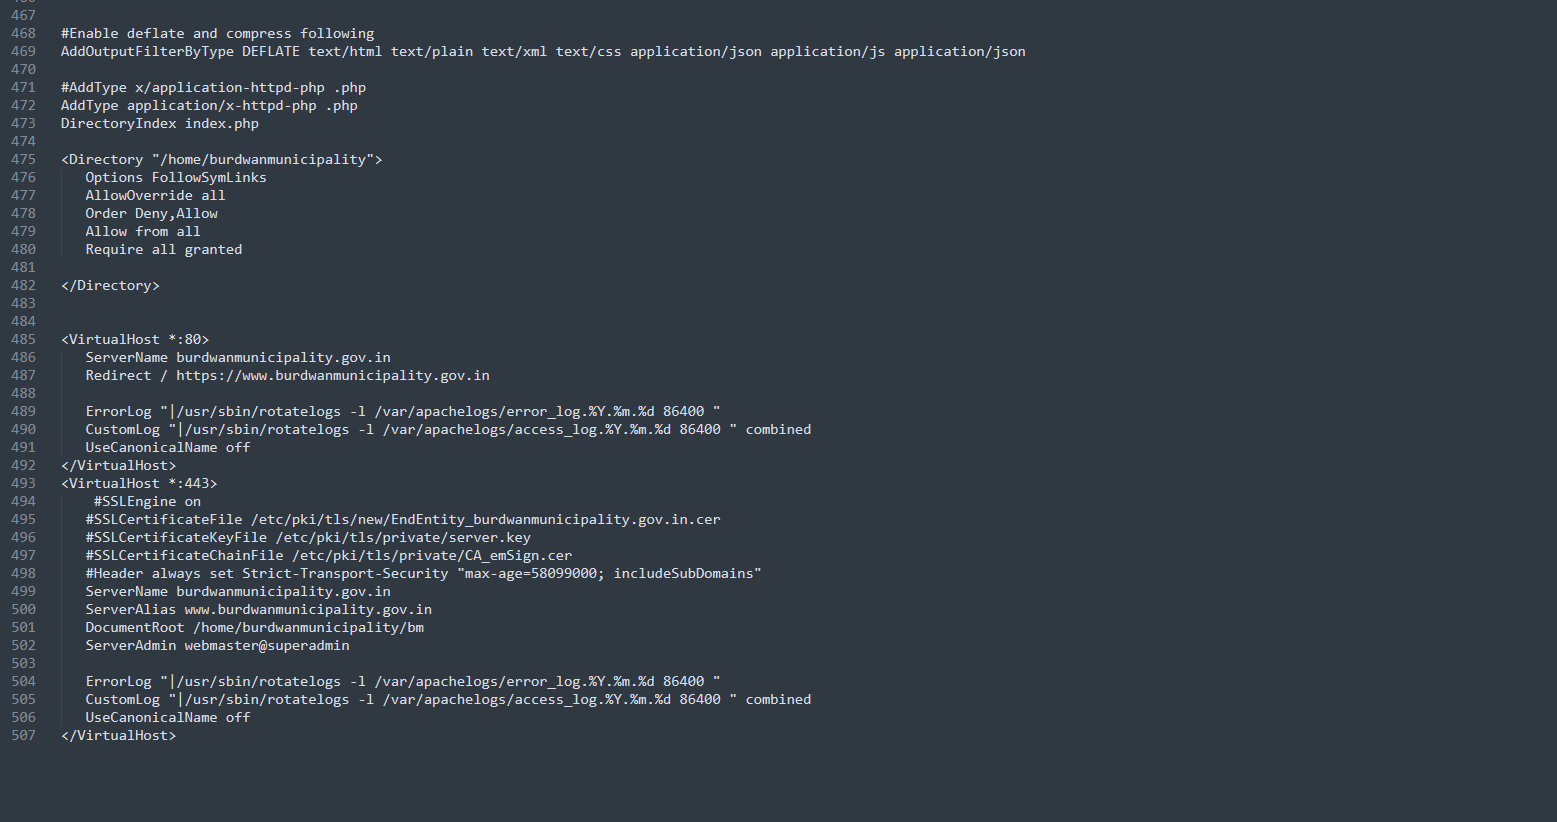 467
468 #Enable deflate and compress following
469 AddOutputFilterByType DEFLATE text/html text/plain text/xml text/css application/json application/js application/json
470
471 #AddType x/application-httpd-php .php
472 AddType application/x-httpd-php .php
473 DirectoryIndex index.php
474
475 <Directory "/home/burdwanmunicipality">
476 Options FollowSymLinks
477 AllowOverride all
478 Order Deny,Allow
479 Allow from all
480 Require all granted
481
482 </Directory>
483
484
485 <VirtualHost *:80>
486 ServerName burdwanmunicipality.gov.in
487 Redirect / https://www.burdwanmunicipality.gov.in
488
489 ErrorLog "|/usr/sbin/rotatelogs -l /var/apachelogs/error_log.%Y.%m.%d 86400 "
490 CustomLog "|/usr/sbin/rotatelogs -l /var/apachelogs/access_log.%Y.%m.%d 86400 " combined
491 UseCanonicalName off
492 </VirtualHost>
493 <VirtualHost *:443>
494 #SSLEngine on
495 #SSLCertificateFile /etc/pki/tls/new/EndEntity_burdwanmunicipality.gov.in.cer
496 #SSLCertificateKeyFile /etc/pki/tls/private/server.key
497 #SSLCertificateChainFile /etc/pki/tls/private/CA_emSign.cer
498 #Header always set Strict-Transport-Security "max-age=58099000; includeSubDomains"
499 ServerName burdwanmunicipality.gov.in
500 ServerAlias www.burdwanmunicipality.gov.in
501 DocumentRoot /home/burdwanmunicipality/bm
502 ServerAdmin webmaster@superadmin
503
504 ErrorLog "|/usr/sbin/rotatelogs -l /var/apachelogs/error_log.%Y.%m.%d 86400 "
505 CustomLog "|/usr/sbin/rotatelogs -l /var/apachelogs/access_log.%Y.%m.%d 86400 " combined
506 UseCanonicalName off
507 </VirtualHost>